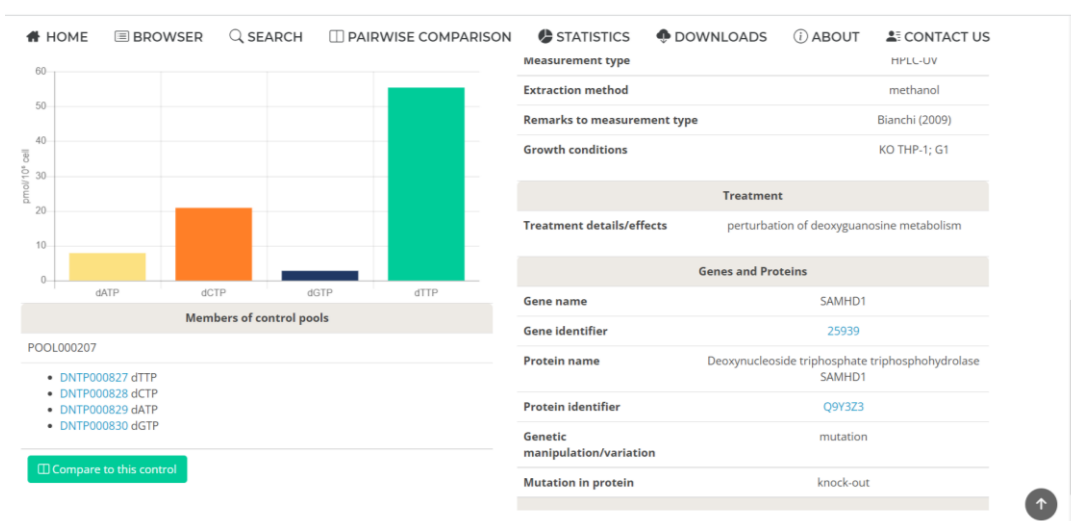 HOME BROWSER SEARCH PAIRWISE COMPARISON STATISTICS DOWNLOADS ABOUT CONTACT US
60
50
40
30
20
10
0
pmol/10⁶ cell
dATP dCTP dGTP dTTP
Members of control pools
POOL000207
DNTP000827 dTTP
DNTP000828 dCTP
DNTP000829 dATP
DNTP000830 dGTP
Compare to this control
Measurement type HPLC-UV
Extraction method methanol
Remarks to measurement type Bianchi (2009)
Growth conditions KO THP-1; G1
Treatment
Treatment details/effects perturbation of deoxyguanosine metabolism
Genes and Proteins
Gene name SAMHD1
Gene identifier 25939
Protein name Deoxynucleoside triphosphate triphosphohydrolase
SAMHD1
Protein identifier Q9Y3Z3
Genetic mutation
manipulation/variation
Mutation in protein knock-out